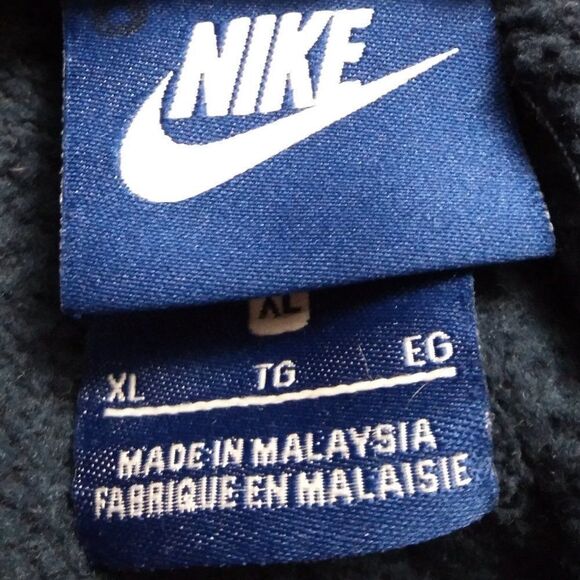 NIKE
XL
XL TG EG
MADE IN MALAYSIA
FABRIQUE EN MALAISIE